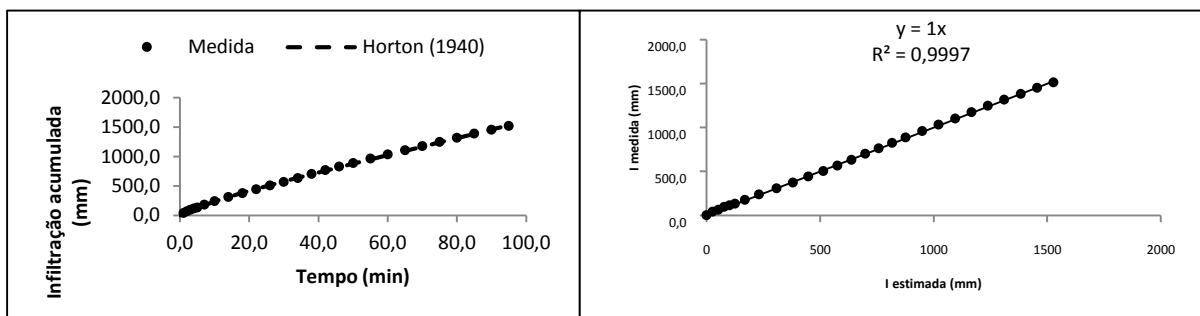 Medida
Horton (1940)
Infiltração acumulada
(mm)
2000,0
1500,0
1000,0
500,0
0,0
0,0
20,0
40,0
60,0
80,0
100,0
Tempo (min)
y = 1x
R² = 0,9997
I medida (mm)
2000,0
1500,0
1000,0
500,0
0,0
0
500
1000
1500
2000
I estimada (mm)